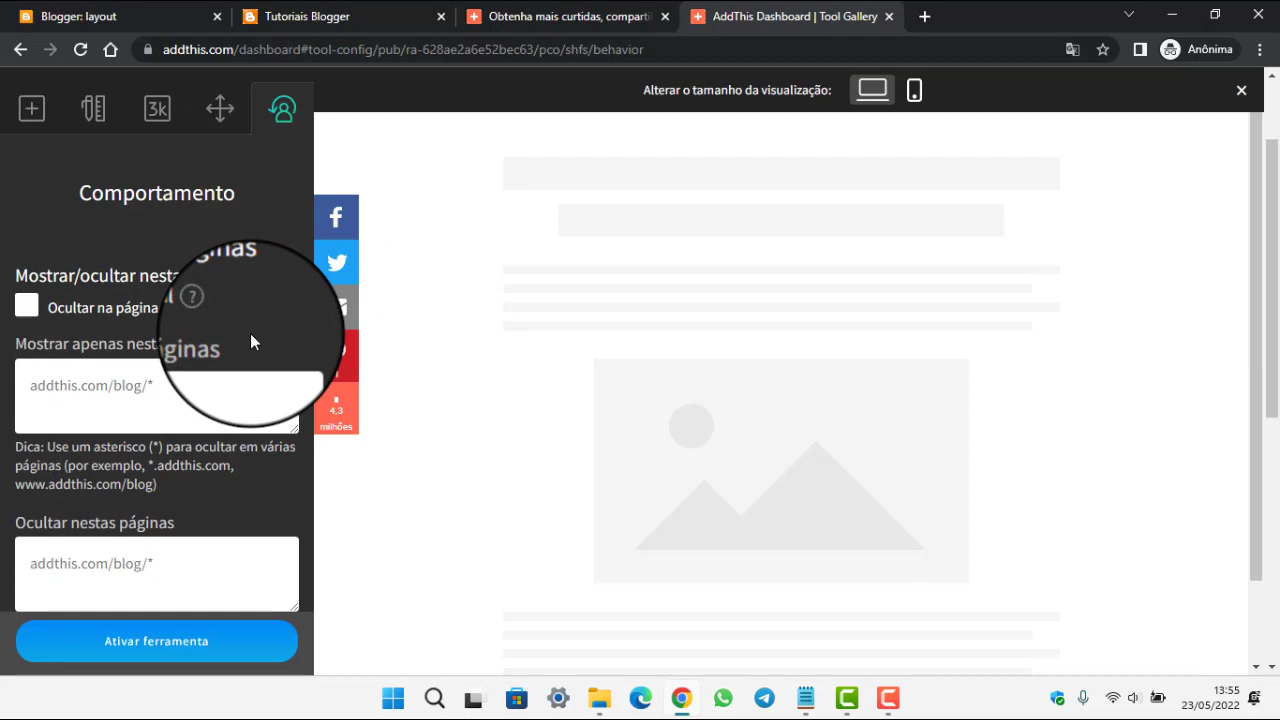 Blogger: layout
Tutoriais Blogger
Obtenha mais curtidas, comparti
AddThis Dashboard | Tool Gallery
addthis.com/dashboard#tool-config/pub/ra-628ae2a6e52bec63/pco/shfs/behavior
Anônima
3k
Alterar o tamanho da visualização:
Comportamento
Mostrar/ocultar nesta
ginas
Ocultar na página
l ?
Mostrar apenas nest
ginas
addthis.com/blog/*
Dica: Use um asterisco (*) para ocultar em várias
páginas (por exemplo, *.addthis.com,
www.addthis.com/blog)
4,3
milhões
Ocultar nestas páginas
addthis.com/blog/*
Ativar ferramenta
13:53
23/05/2022